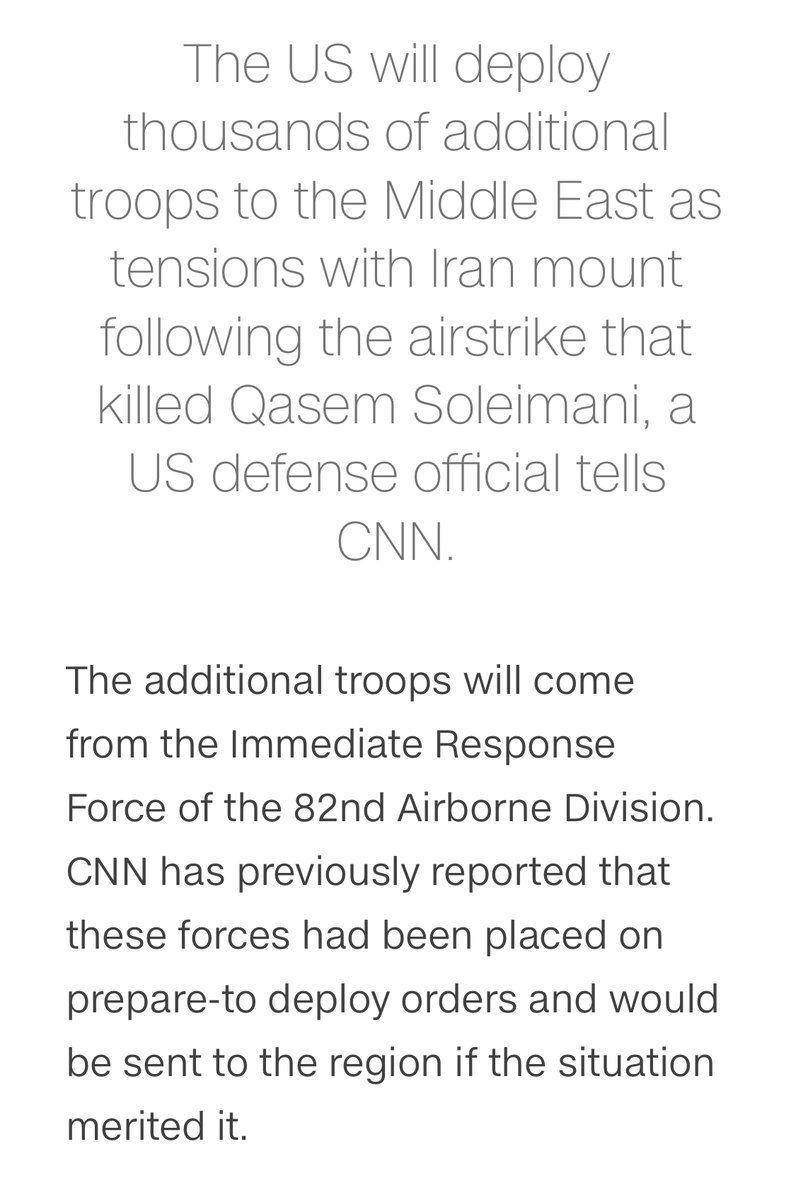 The US will deploy
thousands of additional
troops to the Middle East as
tensions with Iran mount
following the airstrike that
killed Qasem Soleimani, a
US defense official tells
CNN.
The additional troops will come
from the Immediate Response
Force of the 82nd Airborne Division.
CNN has previously reported that
these forces had been placed on
prepare-to deploy orders and would
be sent to the region if the situation
merited it.